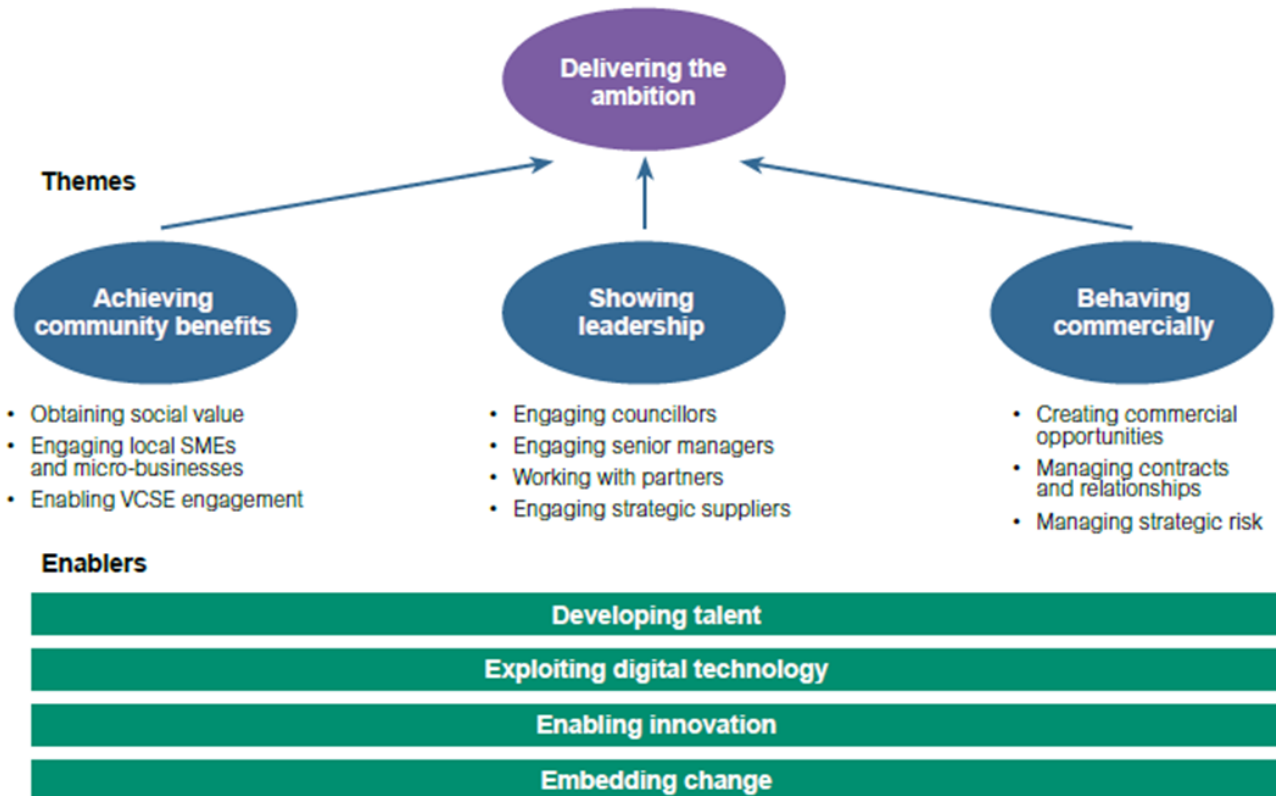 Delivering the
ambition
Themes
Achieving
community benefits
Showing
leadership
Behaving
commercially
• Obtaining social value
• Engaging local SMEs
and micro-businesses
• Enabling VCSE engagement
• Engaging councillors
• Engaging senior managers
• Working with partners
• Engaging strategic suppliers
• Creating commercial
opportunities
• Managing contracts
and relationships
• Managing strategic risk
Enablers
Developing talent
Exploiting digital technology
Enabling innovation
Embedding change